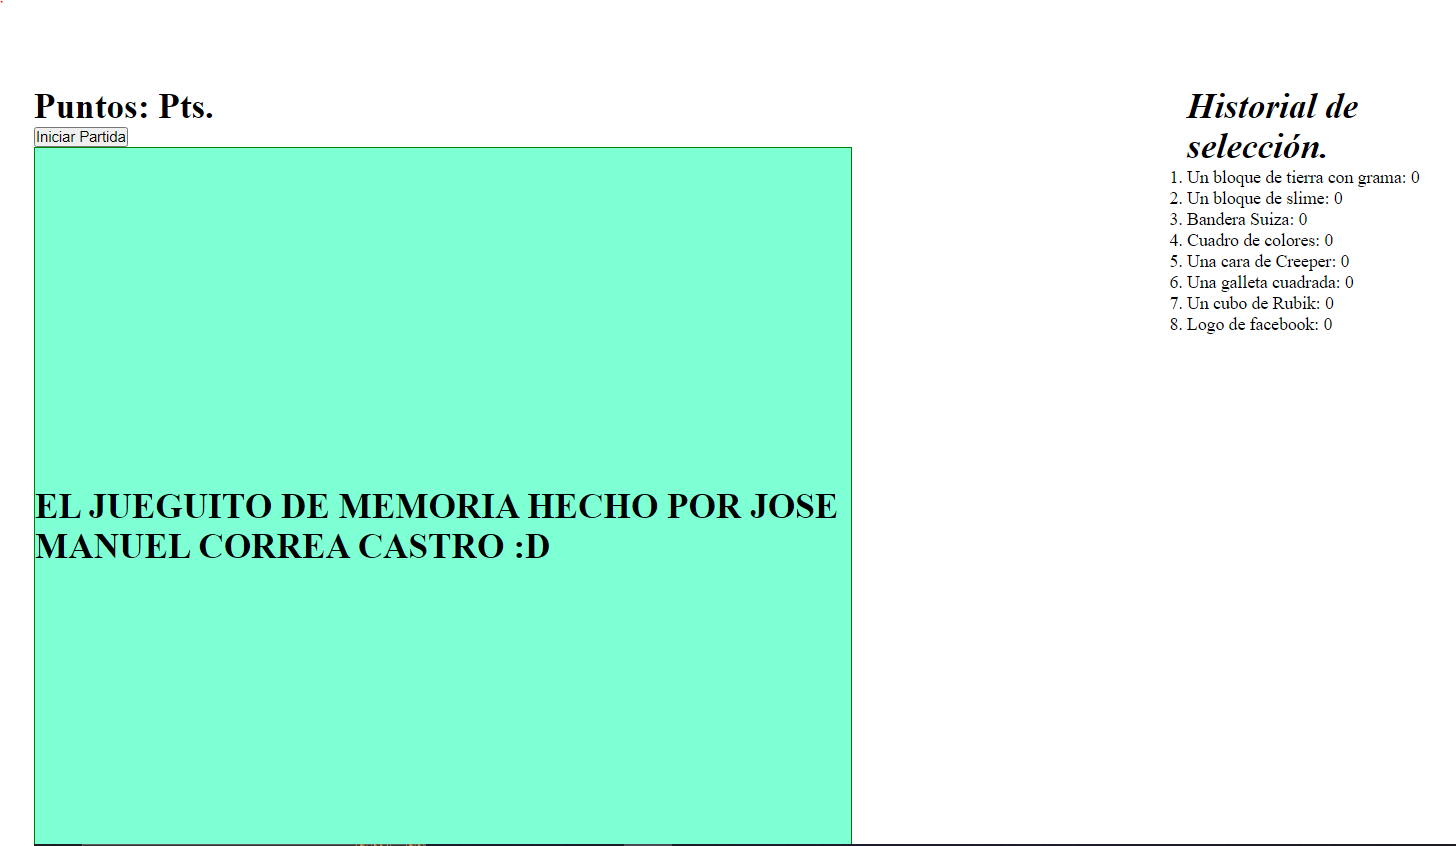 Puntos: Pts.
Iniciar Partida
EL JUEGUITO DE MEMORIA HECHO POR JOSE
MANUEL CORREA CASTRO :D
Historial de
selección.
1. Un bloque de tierra con grama: 0
2. Un bloque de slime: 0
3. Bandera Suiza: 0
4. Cuadro de colores: 0
5. Una cara de Creeper: 0
6. Una galleta cuadrada: 0
7. Un cubo de Rubik: 0
8. Logo de facebook: 0